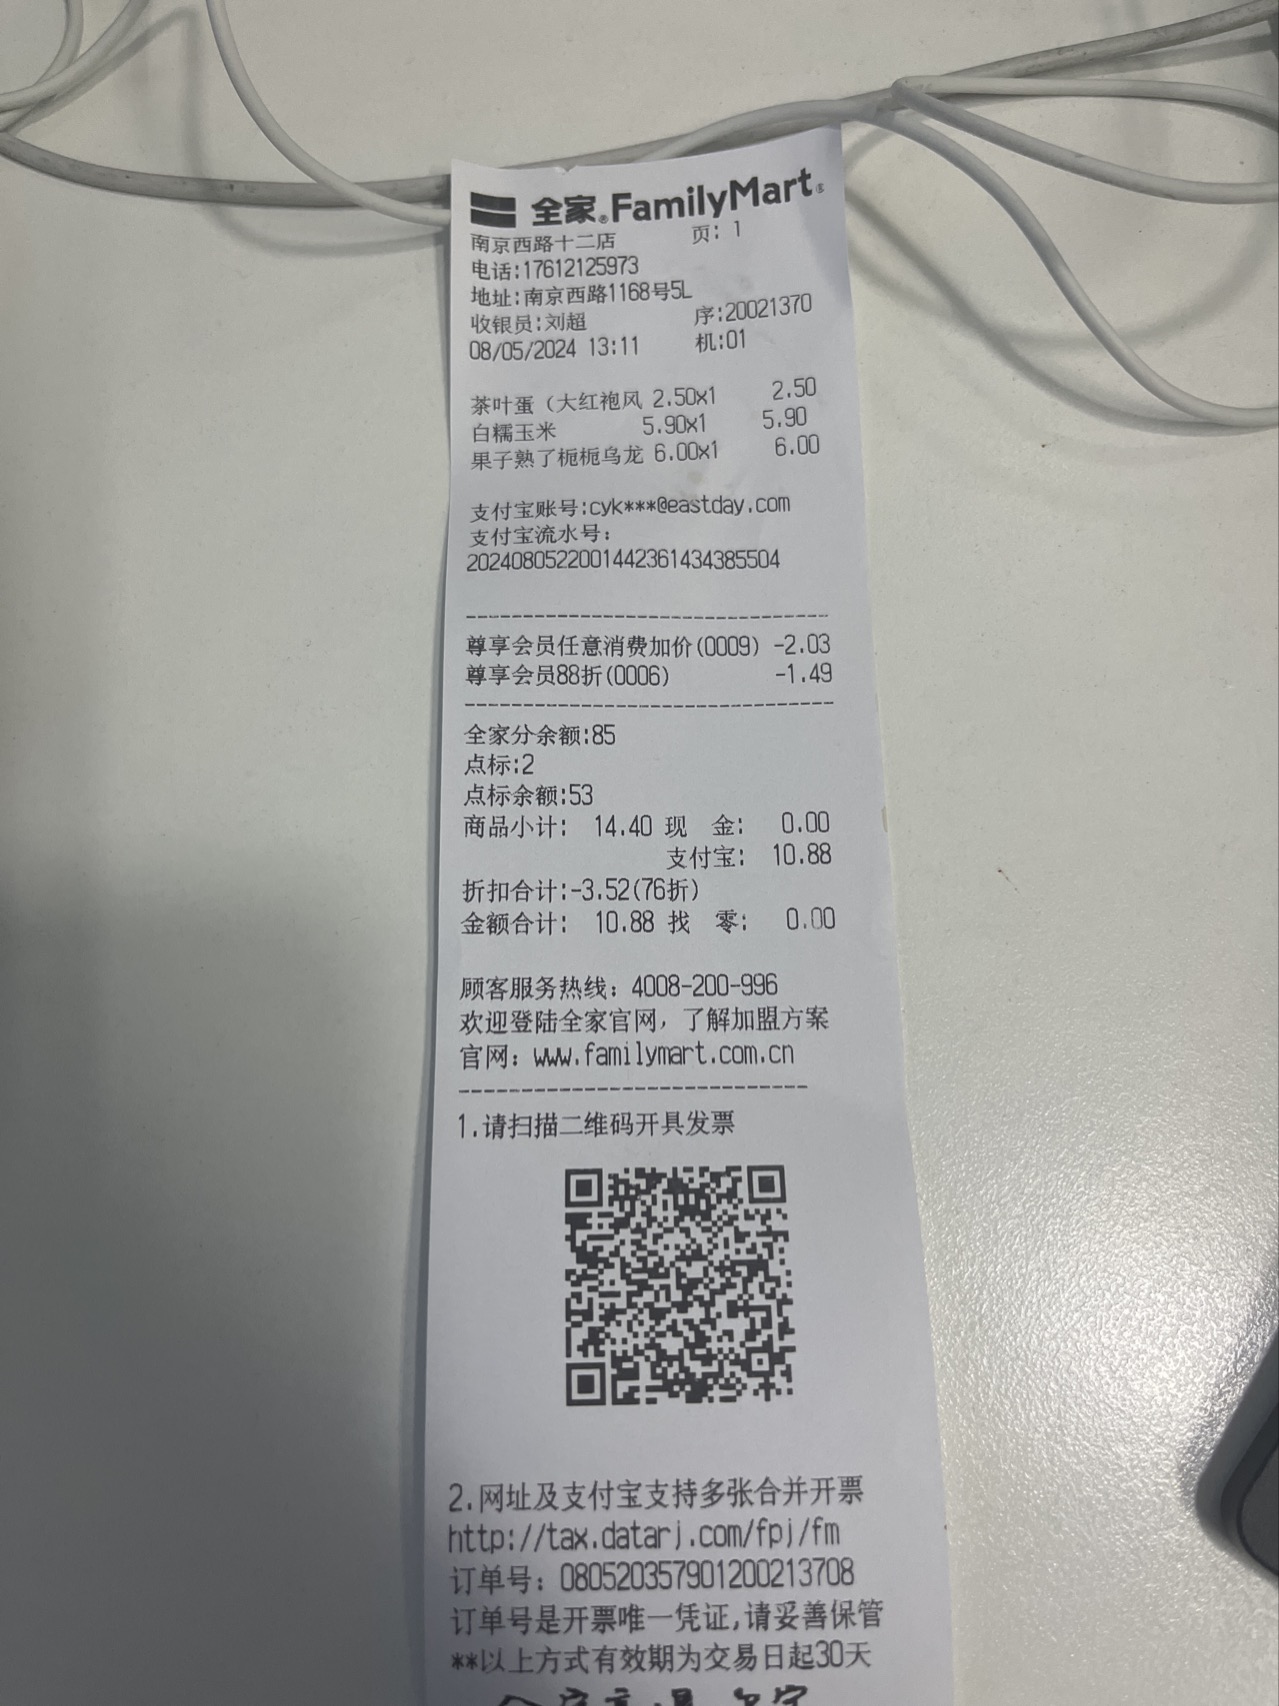 全家®FamilyMart®
南京西路十二店 页: 1
电话:17612125973
地址:南京西路1168号5L
收银员:刘超 序:20021370
08/05/2024 13:11 机:01
茶叶蛋（大红袍风 2.50x1 2.50
白糯玉米 5.90x1 5.90
果子熟了栀栀乌龙 6.00x1 6.00
支付宝账号:cyk***@eastday.com
支付宝流水号:
2024080522001442361434385504
尊享会员任意消费加价(0009) -2.03
尊享会员88折(0006) -1.49
全家分余额:85
点标:2
点标余额:53
商品小计: 14.40 现 金: 0.00
支付宝: 10.88
折扣合计:-3.52(76折)
金额合计: 10.88 找 零: 0.00
顾客服务热线: 4008-200-996
欢迎登陆全家官网，了解加盟方案
官网: www.familymart.com.cn
1.请扫描二维码开具发票
2.网址及支付宝支持多张合并开票
http://tax.datarj.com/fpj/fm
订单号: 080520357901200213708
订单号是开票唯一凭证,请妥善保管
**以上方式有效期为交易日起30天